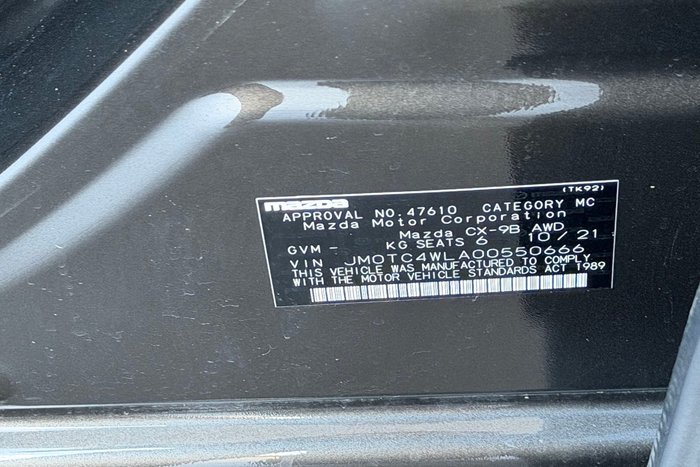 (TK92)
mazda
APPROVAL NO.47610 CATEGORY MC
Mazda Motor Corporation
Mazda CX-9B AWD
GVM - KG SEATS 6 10/21
VIN JM0TC4WLA00550666
THIS VEHICLE WAS MANUFACTURED TO COMPLY
WITH THE MOTOR VEHICLE STANDARDS ACT 1989